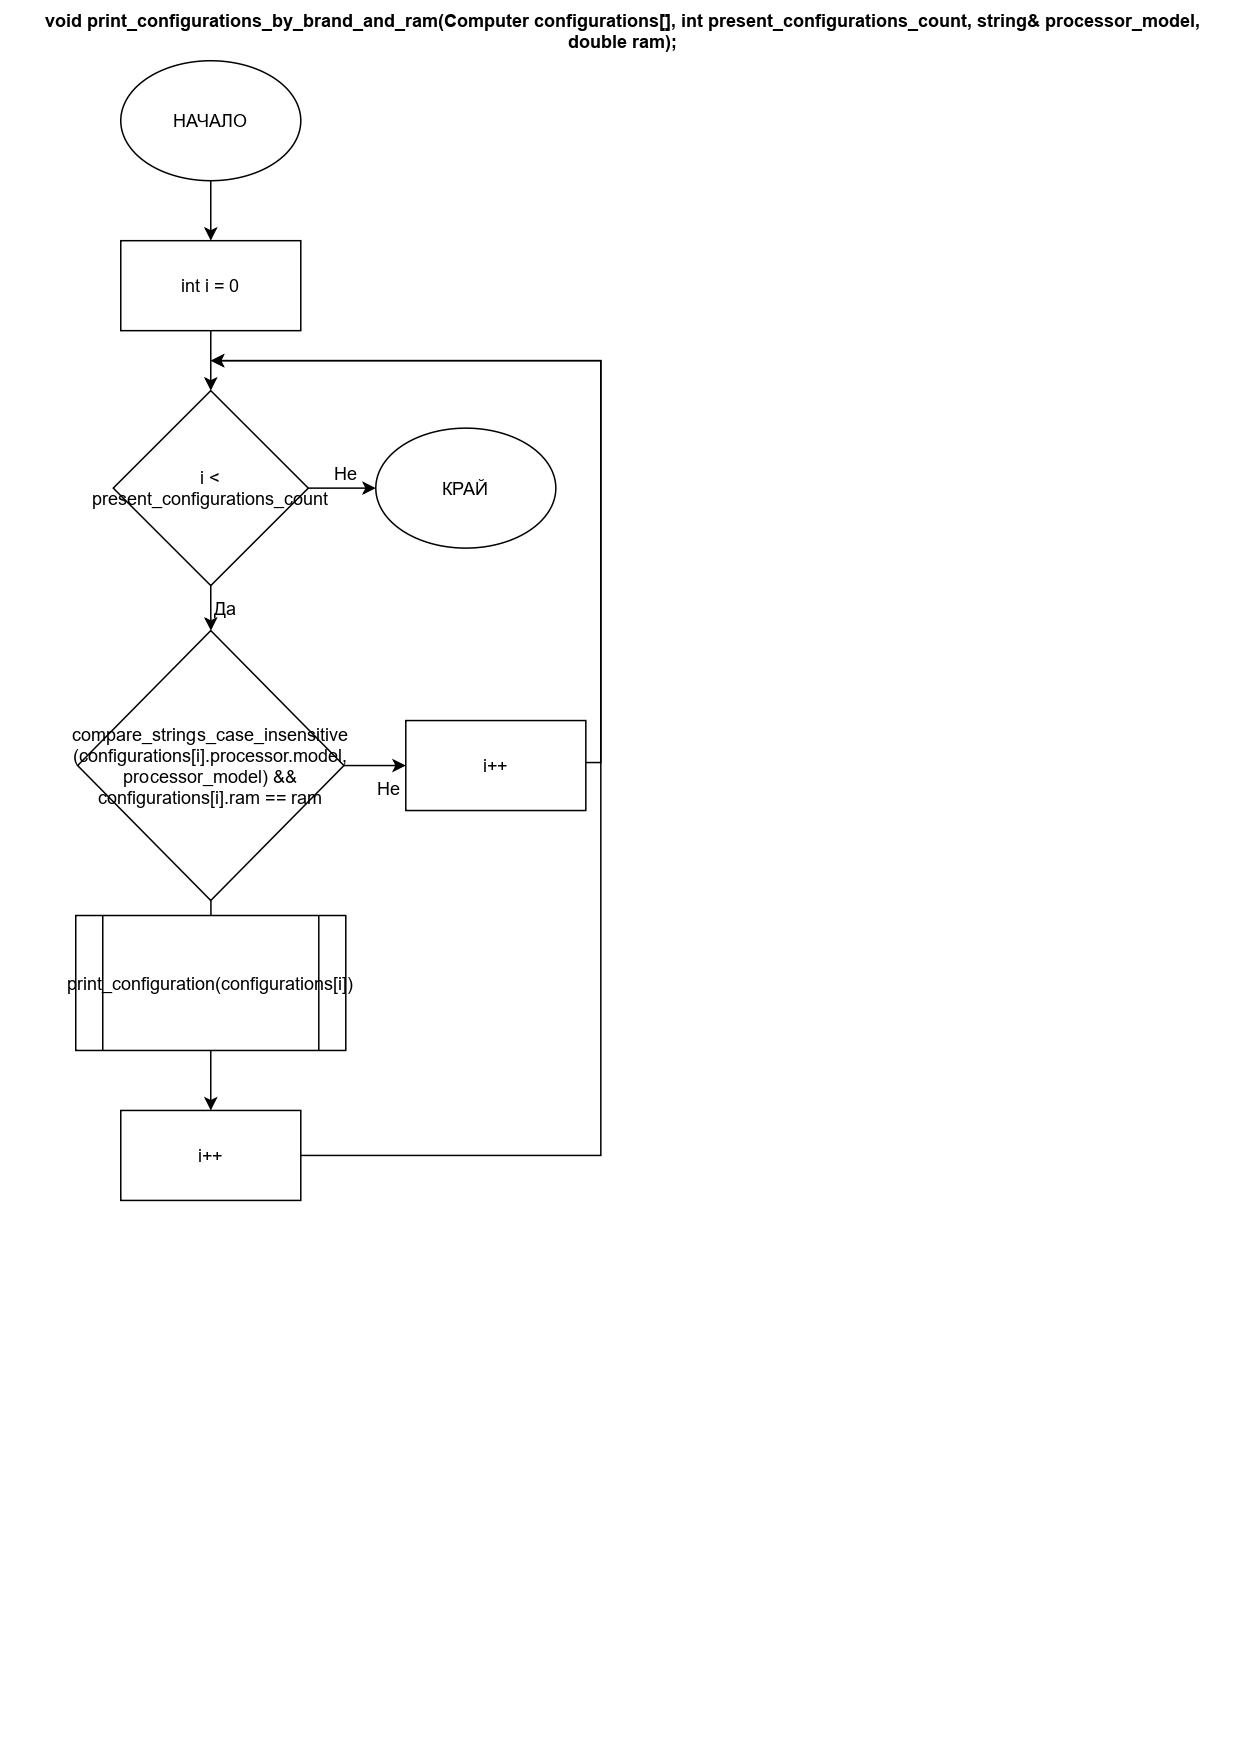 void print_configurations_by_brand_and_ram(Computer configurations[], int present_configurations_count, string& processor_model,
double ram);
НАЧАЛО
int i = 0
i <
present_configurations_count
Не
КРАЙ
Да
compare_strings_case_insensitive
(configurations[i].processor.model,
processor_model) &&
configurations[i].ram == ram
Не
i++
print_configuration(configurations[i])
i++